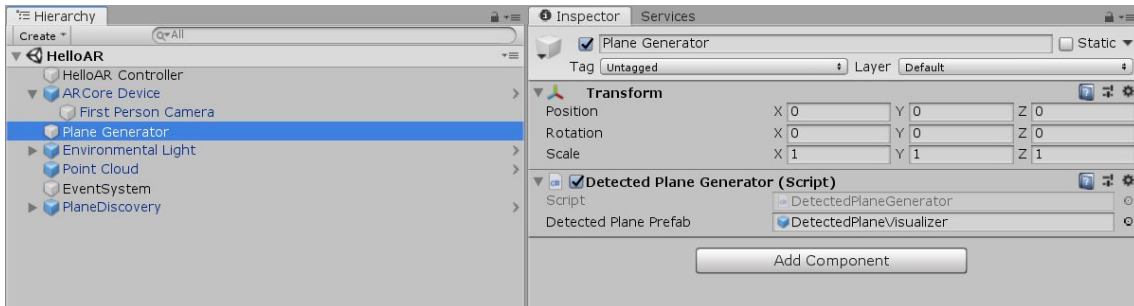 Hierarchy
Create
All
HelloAR
HelloAR Controller
ARCore Device
First Person Camera
Plane Generator
Environmental Light
Point Cloud
EventSystem
PlaneDiscovery
Inspector Services
Plane Generator Static
Tag Untagged Layer Default
Transform
Position X 0 Y 0 Z 0
Rotation X 0 Y 0 Z 0
Scale X 1 Y 1 Z 1
Detected Plane Generator (Script)
Script DetectedPlaneGenerator
Detected Plane Prefab DetectedPlaneVisualizer
Add Component